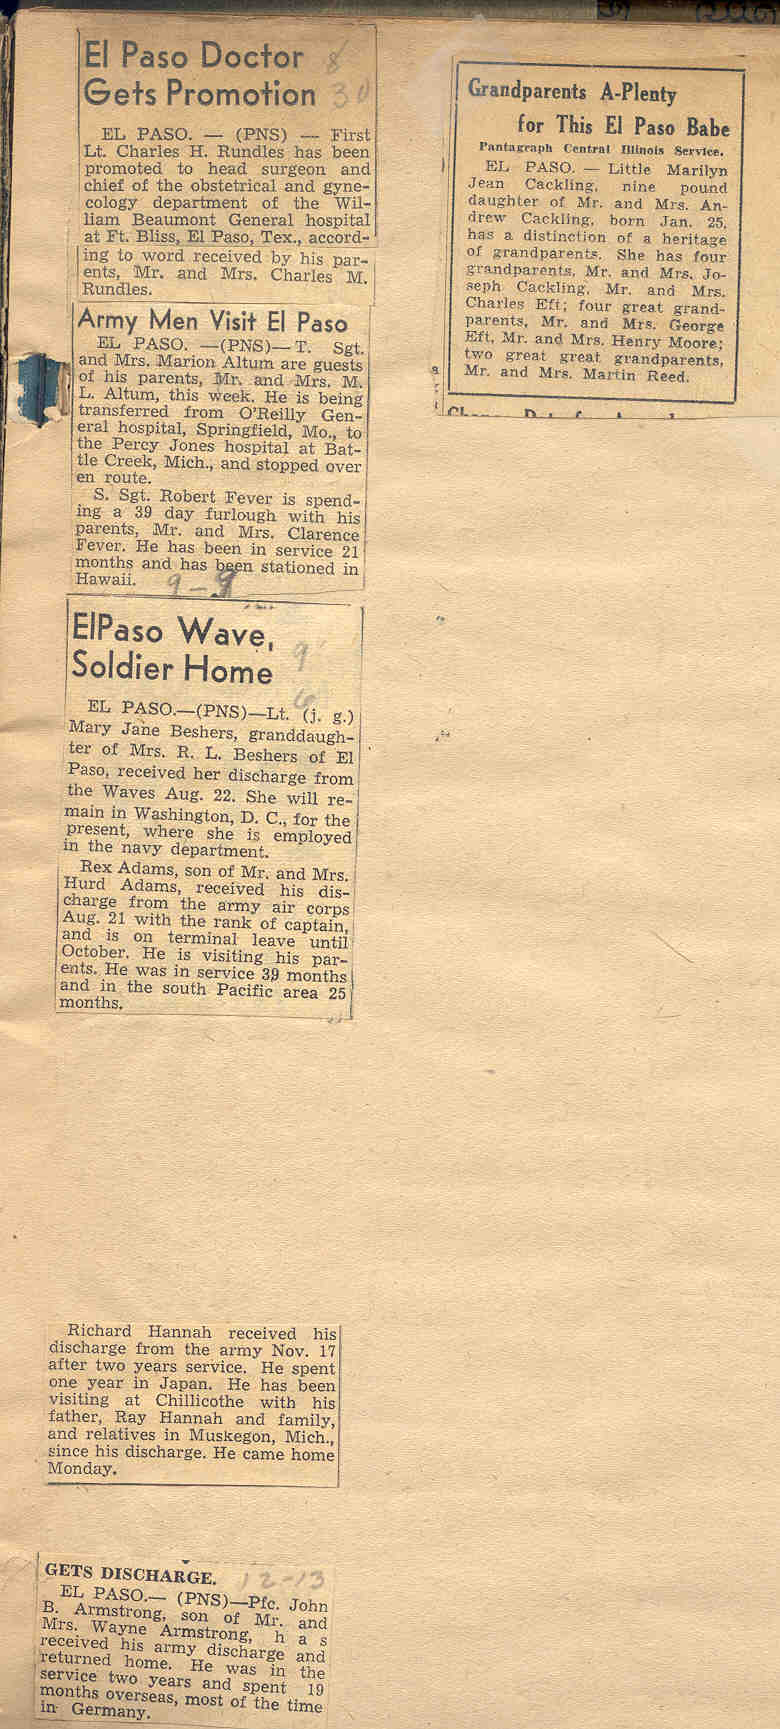 El Paso Doctor 8
Gets Promotion 30
EL PASO. — (PNS) — First
Lt. Charles H. Rundles has been
promoted to head surgeon and
chief of the obstetrical and gyne-
cology department of the Wil-
liam Beaumont General hospital
at Ft. Bliss, El Paso, Tex., accord-
ing to word received by his par-
ents, Mr. and Mrs. Charles M.
Rundles.
Army Men Visit El Paso
EL PASO. —(PNS)— T. Sgt.
and Mrs. Marion Altum are guests
of his parents, Mr. and Mrs. M.
L. Altum, this week. He is being
transferred from O'Reilly Gen-
eral hospital, Springfield, Mo., to
the Percy Jones hospital at Bat-
tle Creek, Mich., and stopped over
en route.
S. Sgt. Robert Fever is spend-
ing a 39 day furlough with his
parents, Mr. and Mrs. Clarence
Fever. He has been in service 21
months and has been stationed in
Hawaii. 9-9
ElPaso Wave,
Soldier Home 9
6
EL PASO.—(PNS)—Lt. (j. g.)
Mary Jane Beshers, granddaugh-
ter of Mrs. R. L. Beshers of El
Paso, received her discharge from
the Waves Aug. 22. She will re-
main in Washington, D. C., for the
present, where she is employed
in the navy department.
Rex Adams, son of Mr. and Mrs.
Hurd Adams, received his dis-
charge from the army air corps
Aug. 21 with the rank of captain,
and is on terminal leave until
October. He is visiting his par-
ents. He was in service 39 months
and in the south Pacific area 25
months.
Richard Hannah received his
discharge from the army Nov. 17
after two years service. He spent
one year in Japan. He has been
visiting at Chillicothe with his
father, Ray Hannah and family,
and relatives in Muskegon, Mich.,
since his discharge. He came home
Monday.
GETS DISCHARGE. 12-13
EL PASO.— (PNS)—Pfc. John
B. Armstrong, son of Mr. and
Mrs. Wayne Armstrong, h a s
received his army discharge and
returned home. He was in the
service two years and spent 19
months overseas, most of the time
in Germany.
Grandparents A-Plenty
for This El Paso Babe
Pantagraph Central Illinois Service.
EL PASO. — Little Marilyn
Jean Cackling, nine pound
daughter of Mr. and Mrs. An-
drew Cackling, born Jan. 25,
has a distinction of a heritage
of grandparents. She has four
grandparents, Mr. and Mrs. Jo-
seph Cackling, Mr. and Mrs.
Charles Eft; four great grand-
parents, Mr. and Mrs. George
Eft, Mr. and Mrs. Henry Moore;
two great great grandparents,
Mr. and Mrs. Martin Reed.